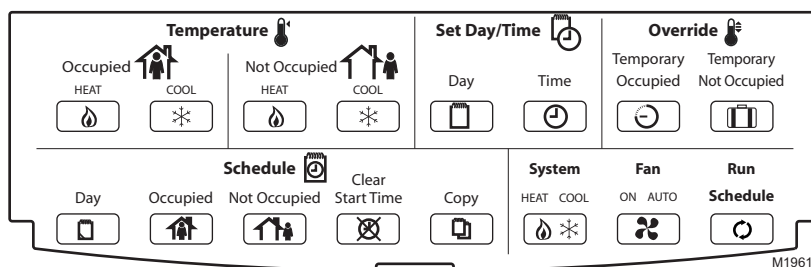 Temperature
Set Day/Time
Override
Occupied
Not Occupied
HEAT COOL
HEAT COOL
Day Time
Temporary Occupied
Temporary Not Occupied
Schedule
Day
Occupied
Not Occupied
Clear Start Time
Copy
System
HEAT COOL
Fan
ON AUTO
Run Schedule
M1961